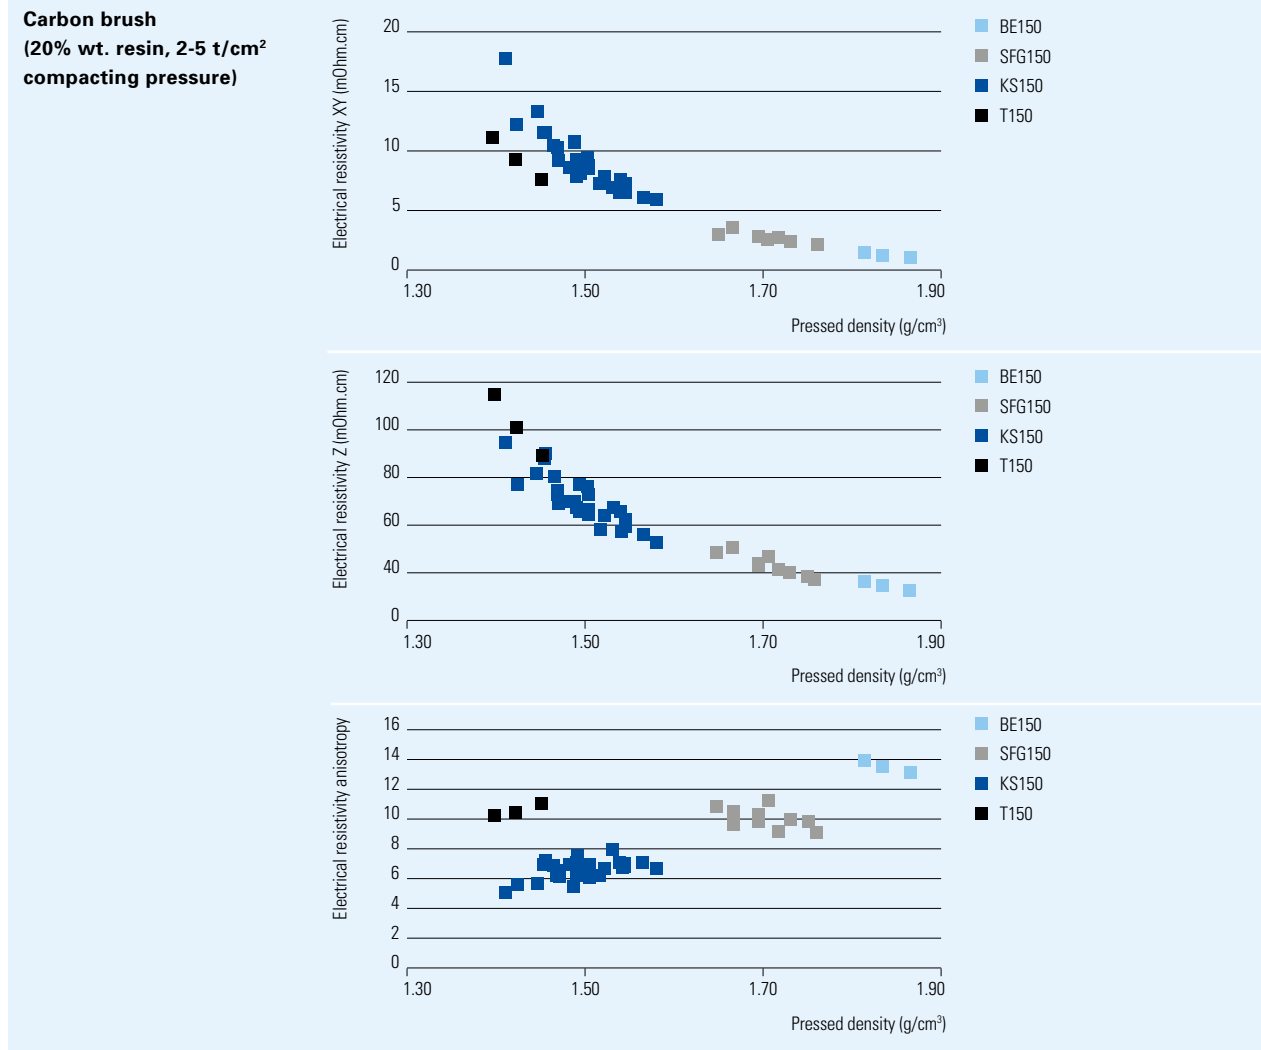 Carbon brush
(20% wt. resin, 2-5 t/cm²
compacting pressure)
Electrical resistivity XY (mOhm.cm)
20
15
10
5
0
1.30 1.50 1.70 1.90
Pressed density (g/cm³)
BE150
SFG150
KS150
T150
Electrical resistivity Z (mOhm.cm)
120
100
80
60
40
0
1.30 1.50 1.70 1.90
Pressed density (g/cm³)
BE150
SFG150
KS150
T150
Electrical resistivity anisotropy
16
14
12
10
8
6
4
2
0
1.30 1.50 1.70 1.90
Pressed density (g/cm³)
BE150
SFG150
KS150
T150